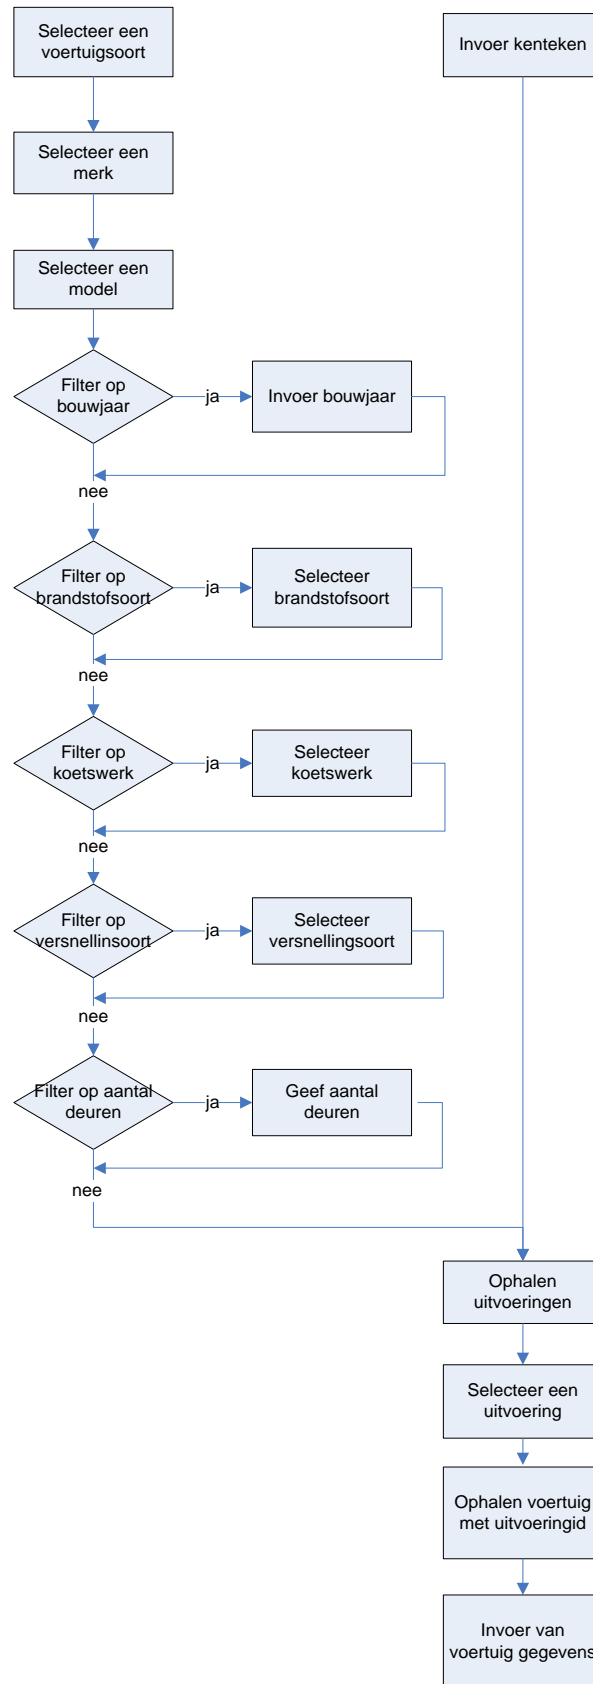 Selecteer een
voertuigsoort
Invoer kenteken
Selecteer een
merk
Selecteer een
model
Filter op
bouwjaar
ja
Invoer bouwjaar
nee
Filter op
brandstofsoort
ja
Selecteer
brandstofsoort
nee
Filter op
koetswerk
ja
Selecteer
koetswerk
nee
Filter op
versnellinsoort
ja
Selecteer
versnellingsoort
nee
Filter op aantal
deuren
ja
Geef aantal
deuren
nee
Ophalen
uitvoeringen
Selecteer een
uitvoering
Ophalen voertuig
met uitvoeringid
Invoer van
voertuig gegevens